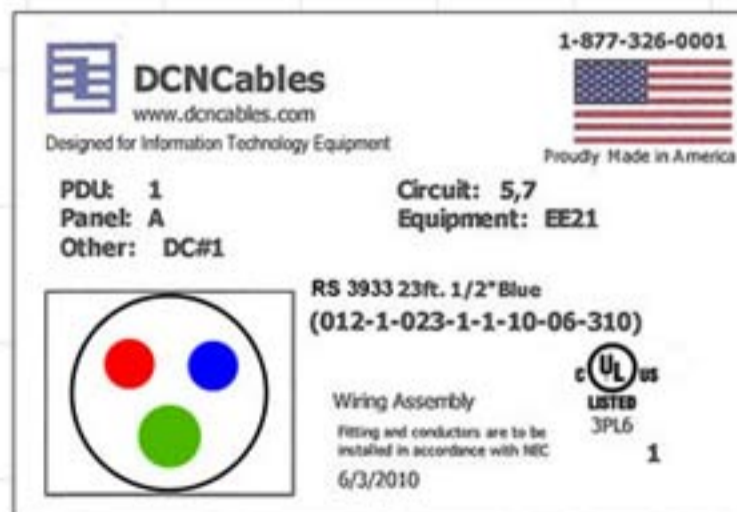 1-877-326-0001
DCNCables
www.dcncables.com
Designed for Information Technology Equipment
Proudly Made in America
PDU: 1
Circuit: 5,7
Panel: A
Equipment: EE21
Other: DC#1
RS 3933 23ft. 1/2" Blue
(012-1-023-1-1-10-06-310)
C UL US
LISTED
3PL6
Wiring Assembly
Fitting and conductors are to be
installed in accordance with NEC
1
6/3/2010